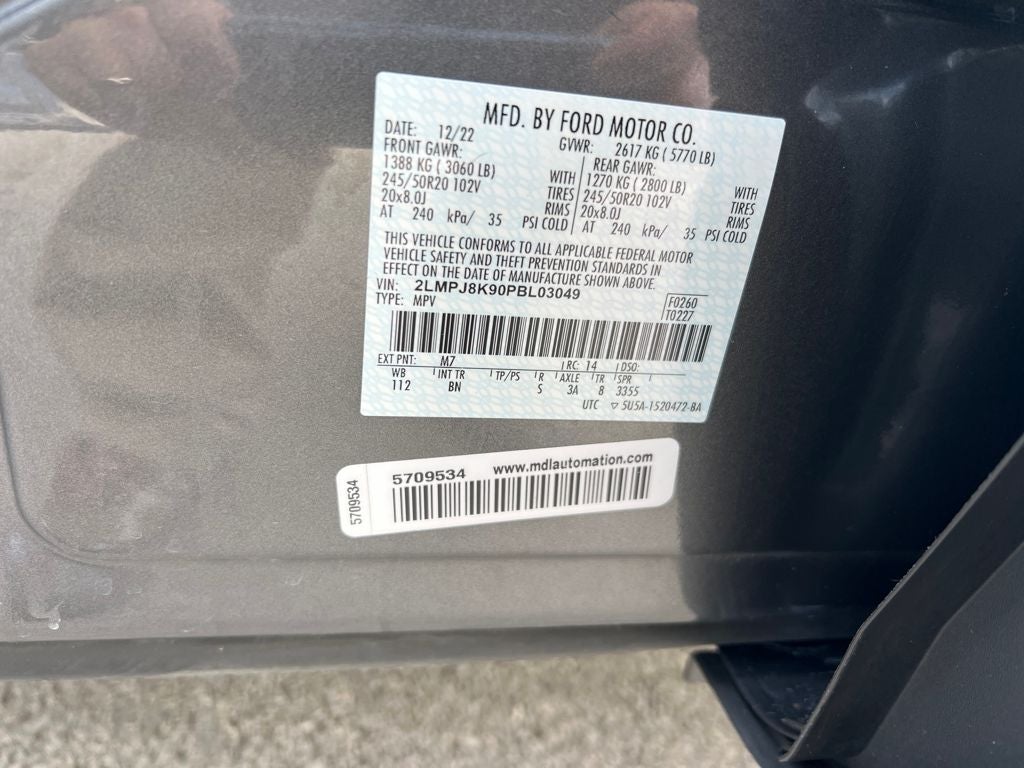 MFD. BY FORD MOTOR CO.
DATE: 12/22 GVWR: 2617 KG ( 5770 LB)
FRONT GAWR: REAR GAWR:
1388 KG ( 3060 LB) WITH 1270 KG ( 2800 LB) WITH
245/50R20 102V TIRES 245/50R20 102V TIRES
20x8.0J RIMS 20x8.0J RIMS
AT 240 kPa/ 35 PSI COLD AT 240 kPa/ 35 PSI COLD
THIS VEHICLE CONFORMS TO ALL APPLICABLE FEDERAL MOTOR
VEHICLE SAFETY AND THEFT PREVENTION STANDARDS IN
EFFECT ON THE DATE OF MANUFACTURE SHOWN ABOVE.
VIN: 2LMPJ8K90PBL03049 F0260
TYPE: MPV T0227
EXT PNT: M7 RC: 14 DSO:
WB INT TR TP/PS R AXLE TR SPR
112 BN S 3A 8 3355
UTC ▽ 5U5A-1520472-BA
5709534 www.mdlautomation.com
5709534